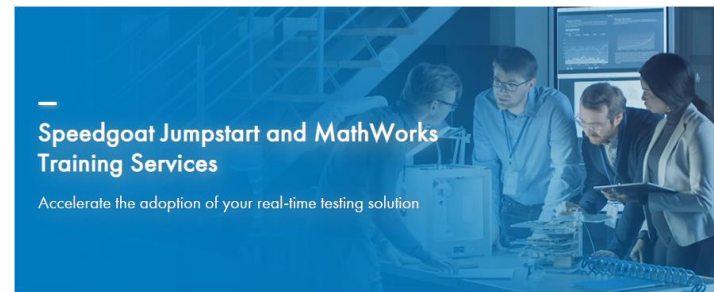 Speedgoat Jumpstart and MathWorks
Training Services
Accelerate the adoption of your real-time testing solution